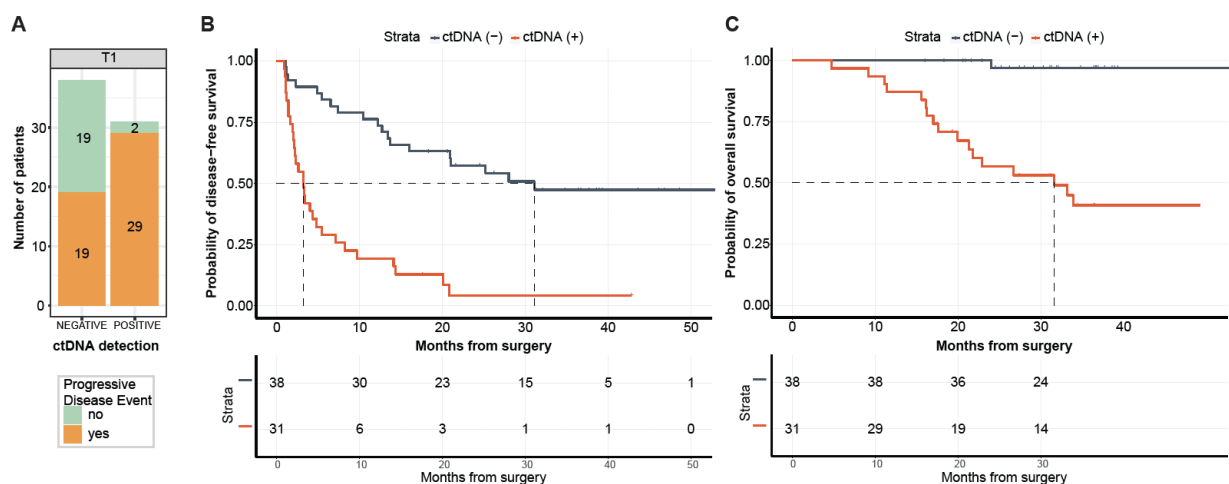 A
T1
Number of patients
30
20
10
0
19
19
2
29
NEGATIVE POSITIVE
ctDNA detection
Progressive
Disease Event
no
yes
B
Strata ctDNA (−) ctDNA (+)
Probability of disease−free survival
1.00
0.75
0.50
0.25
0.00
0 10 20 30 40 50
Months from surgery
Strata
38 30 23 15 5 1
31 6 3 1 1 0
0 10 20 30 40 50
Months from surgery
C
Strata ctDNA (−) ctDNA (+)
Probability of overall survival
1.00
0.75
0.50
0.25
0.00
0 10 20 30 40
Months from surgery
Strata
38 38 36 24
31 29 19 14
0 10 20 30
Months from surgery